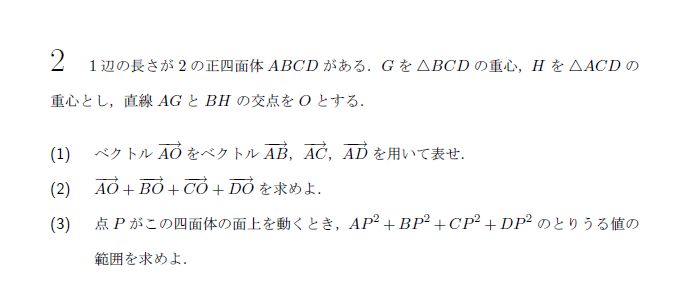 2 1辺の長さが2の正四面体 ABCD がある. G を △BCD の重心, H を △ACD の
重心とし, 直線 AG と BH の交点を O とする.
(1) ベクトル $\overrightarrow{AO}$ をベクトル $\overrightarrow{AB}$, $\overrightarrow{AC}$, $\overrightarrow{AD}$ を用いて表せ.
(2) $\overrightarrow{AO} + \overrightarrow{BO} + \overrightarrow{CO} + \overrightarrow{DO}$ を求めよ.
(3) 点 P がこの四面体の面上を動くとき, $AP^2 + BP^2 + CP^2 + DP^2$ のとりうる値の
範囲を求めよ.